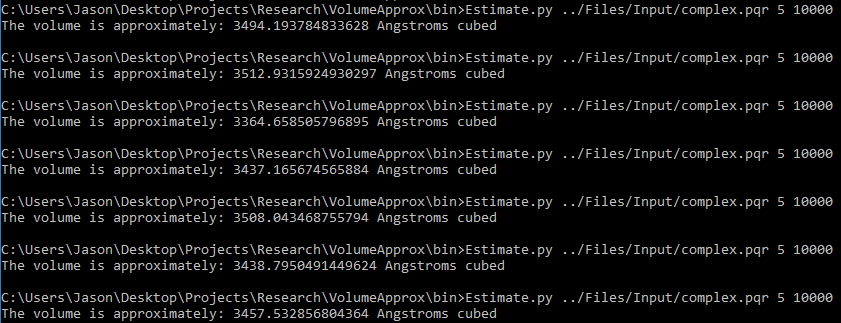 C:\Users\Jason\Desktop\Projects\Research\VolumeApprox\bin>Estimate.py ../Files/Input/complex.pqr 5 10000
The volume is approximately: 3494.193784833628 Angstroms cubed
C:\Users\Jason\Desktop\Projects\Research\VolumeApprox\bin>Estimate.py ../Files/Input/complex.pqr 5 10000
The volume is approximately: 3512.9315924930297 Angstroms cubed
C:\Users\Jason\Desktop\Projects\Research\VolumeApprox\bin>Estimate.py ../Files/Input/complex.pqr 5 10000
The volume is approximately: 3364.658505796895 Angstroms cubed
C:\Users\Jason\Desktop\Projects\Research\VolumeApprox\bin>Estimate.py ../Files/Input/complex.pqr 5 10000
The volume is approximately: 3437.165674565884 Angstroms cubed
C:\Users\Jason\Desktop\Projects\Research\VolumeApprox\bin>Estimate.py ../Files/Input/complex.pqr 5 10000
The volume is approximately: 3508.043468755794 Angstroms cubed
C:\Users\Jason\Desktop\Projects\Research\VolumeApprox\bin>Estimate.py ../Files/Input/complex.pqr 5 10000
The volume is approximately: 3438.7950491449624 Angstroms cubed
C:\Users\Jason\Desktop\Projects\Research\VolumeApprox\bin>Estimate.py ../Files/Input/complex.pqr 5 10000
The volume is approximately: 3457.532856804364 Angstroms cubed